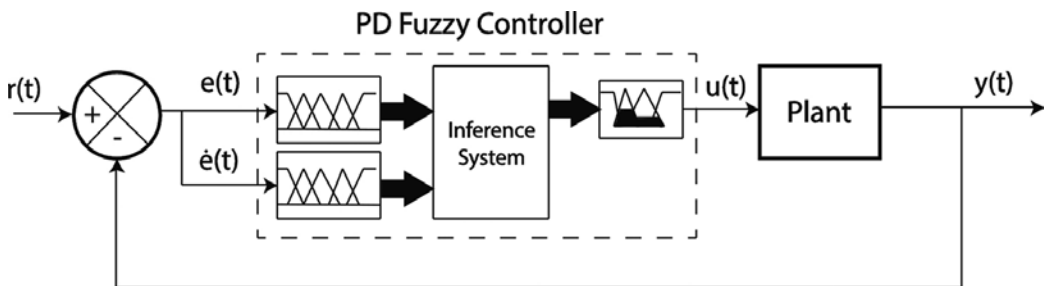 PD Fuzzy Controller
r(t)
+
-
e(t)
ė(t)
Inference
System
u(t)
Plant
y(t)